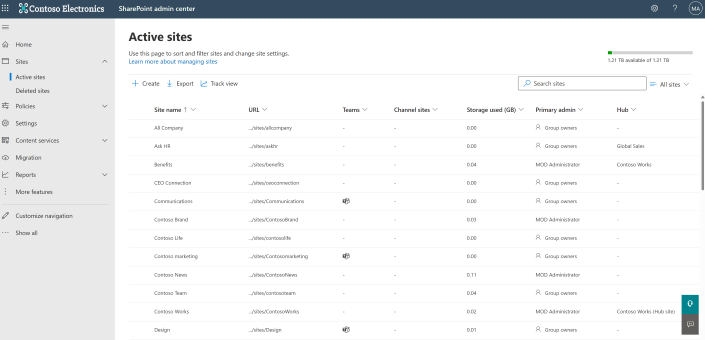 Contoso Electronics SharePoint admin center ? MA
Home
Sites
Active sites
Deleted sites
Policies
Settings
Content services
Migration
Reports
More features
Customize navigation
Show all
Active sites
Use this page to sort and filter sites and change site settings.
Learn more about managing sites
1.21 TB available of 1.21 TB
Create Export Track view Search sites All sites
Site name ↑ URL Teams Channel sites Storage used (GB) Primary admin Hub
All Company .../sites/allcompany - - 0.00 Group owners -
Ask HR .../sites/askhr - - 0.00 Group owners Global Sales
Benefits .../sites/benefits - - 0.04 MOD Administrator Contoso Works
CEO Connection .../sites/ceoconnection - - 0.00 Group owners -
Communications .../sites/Communications - 0.00 Group owners -
Contoso Brand .../sites/ContosoBrand - - 0.03 MOD Administrator -
Contoso Life .../sites/contosolife - - 0.00 Group owners -
Contoso marketing .../sites/Contosomarketing - 0.00 Group owners -
Contoso News .../sites/ContosoNews - - 0.11 MOD Administrator -
Contoso Team .../sites/contosoteam - - 0.04 Group owners -
Contoso Works .../sites/ContosoWorks - - 0.02 MOD Administrator Contoso Works (Hub site)
Design .../sites/Design - 0.01 Group owners -